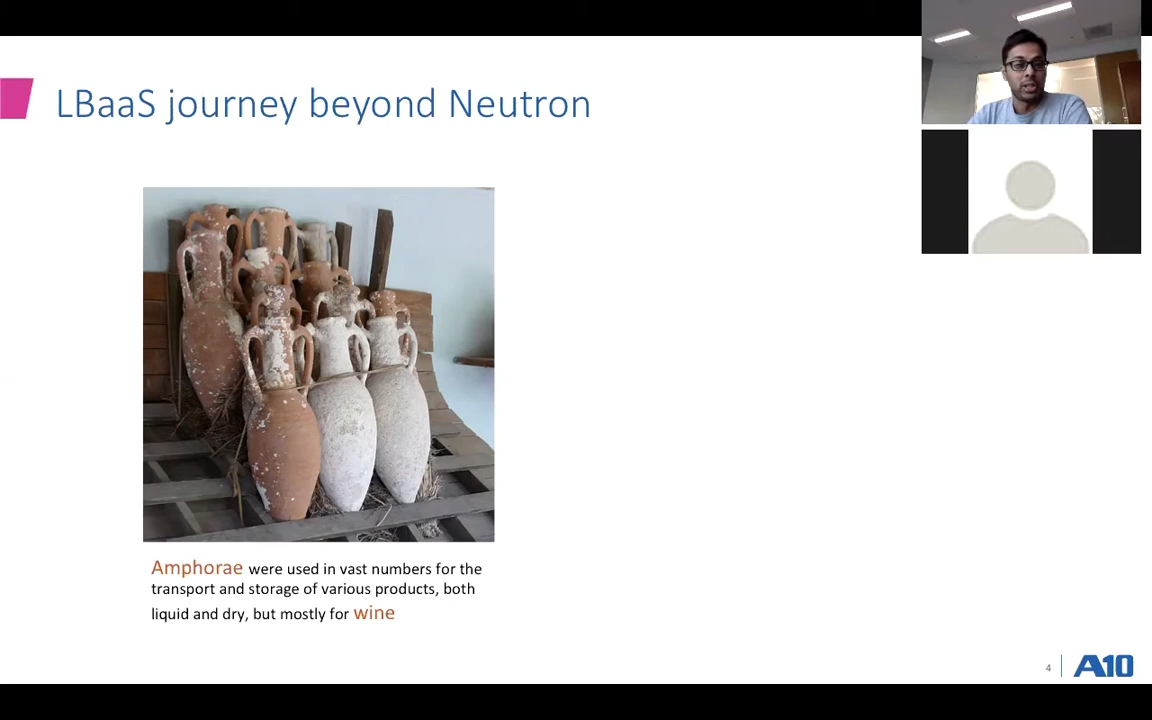 LBaaS journey beyond Neutron
Amphorae were used in vast numbers for the
transport and storage of various products, both
liquid and dry, but mostly for wine
4
A10